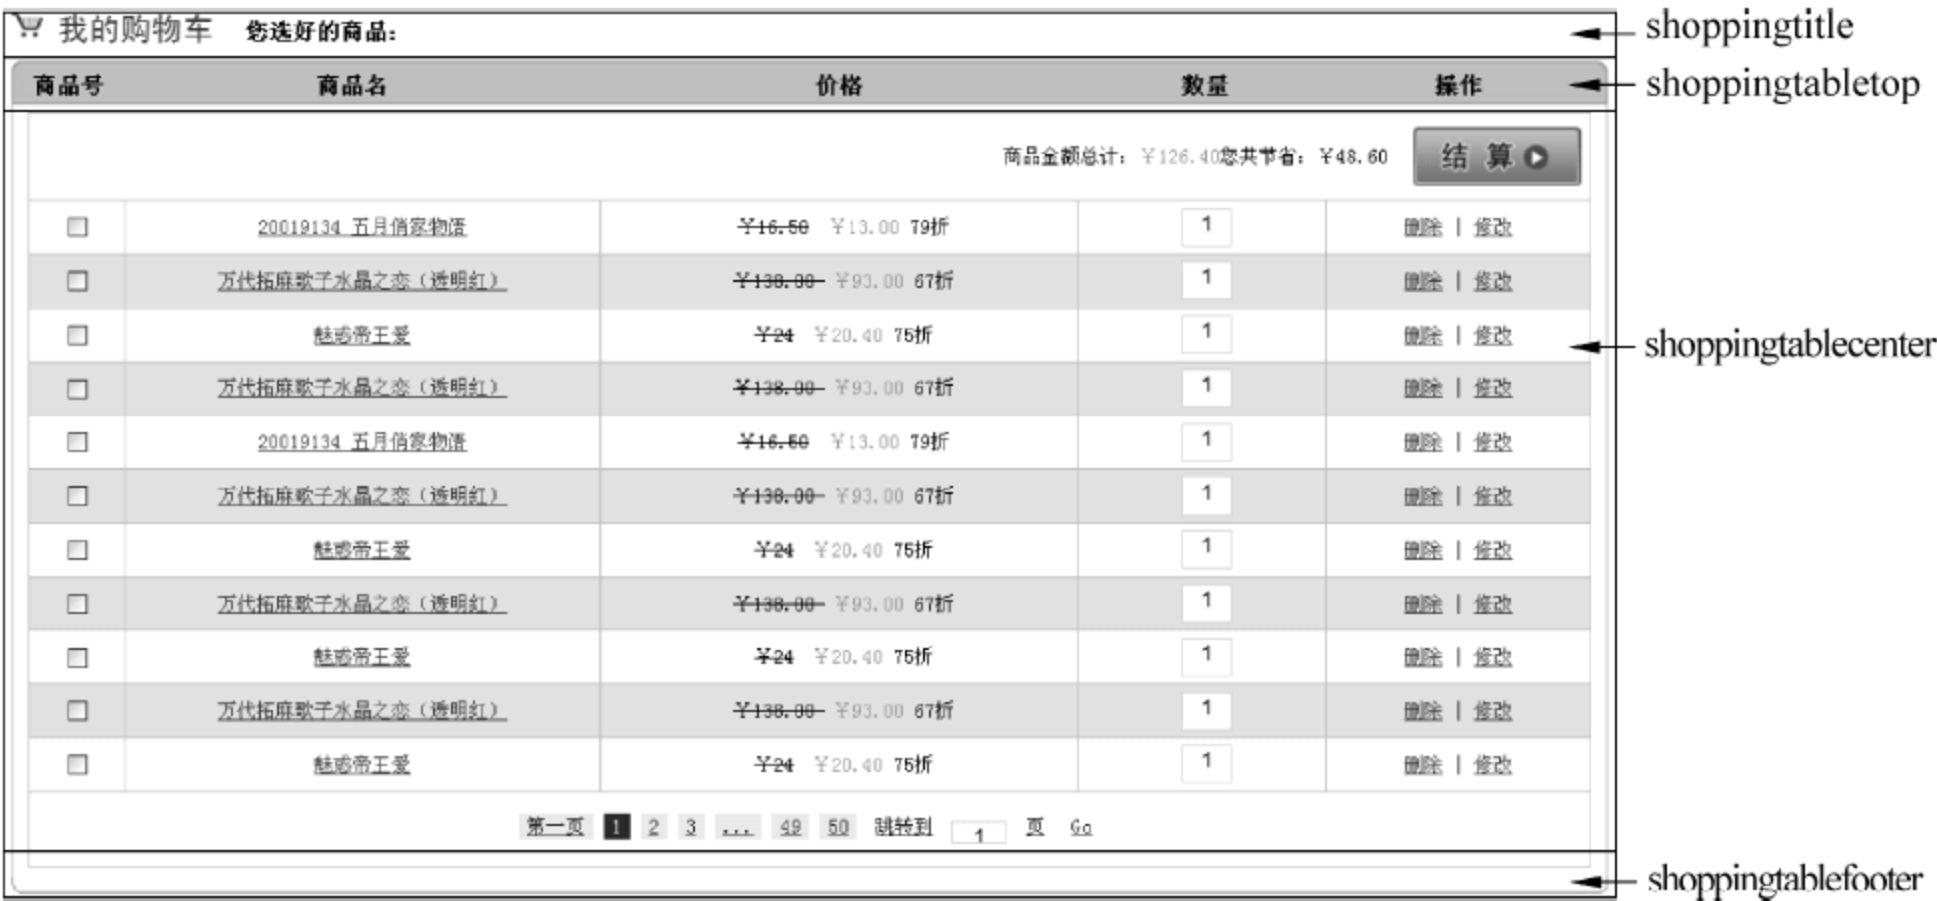 我的购物车 您选好的商品: shoppingtitle
商品号 商品名 价格 数量 操作 shoppingtabletop
商品金额总计: ￥126.40您共节省: ￥48.60 结 算
20019134 五月俏家物语 ￥16.50 ￥13.00 79折 1 删除 | 修改
万代拓麻歌子水晶之恋（透明红） ￥138.00 ￥93.00 67折 1 删除 | 修改
魅惑帝王爱 ￥24 ￥20.40 75折 1 删除 | 修改 shoppingtablecenter
万代拓麻歌子水晶之恋（透明红） ￥138.00 ￥93.00 67折 1 删除 | 修改
20019134 五月俏家物语 ￥16.50 ￥13.00 79折 1 删除 | 修改
万代拓麻歌子水晶之恋（透明红） ￥138.00 ￥93.00 67折 1 删除 | 修改
魅惑帝王爱 ￥24 ￥20.40 75折 1 删除 | 修改
万代拓麻歌子水晶之恋（透明红） ￥138.00 ￥93.00 67折 1 删除 | 修改
魅惑帝王爱 ￥24 ￥20.40 75折 1 删除 | 修改
万代拓麻歌子水晶之恋（透明红） ￥138.00 ￥93.00 67折 1 删除 | 修改
魅惑帝王爱 ￥24 ￥20.40 75折 1 删除 | 修改
第一页 1 2 3 ... 49 50 跳转到 1 页 Go
shoppingtablefooter